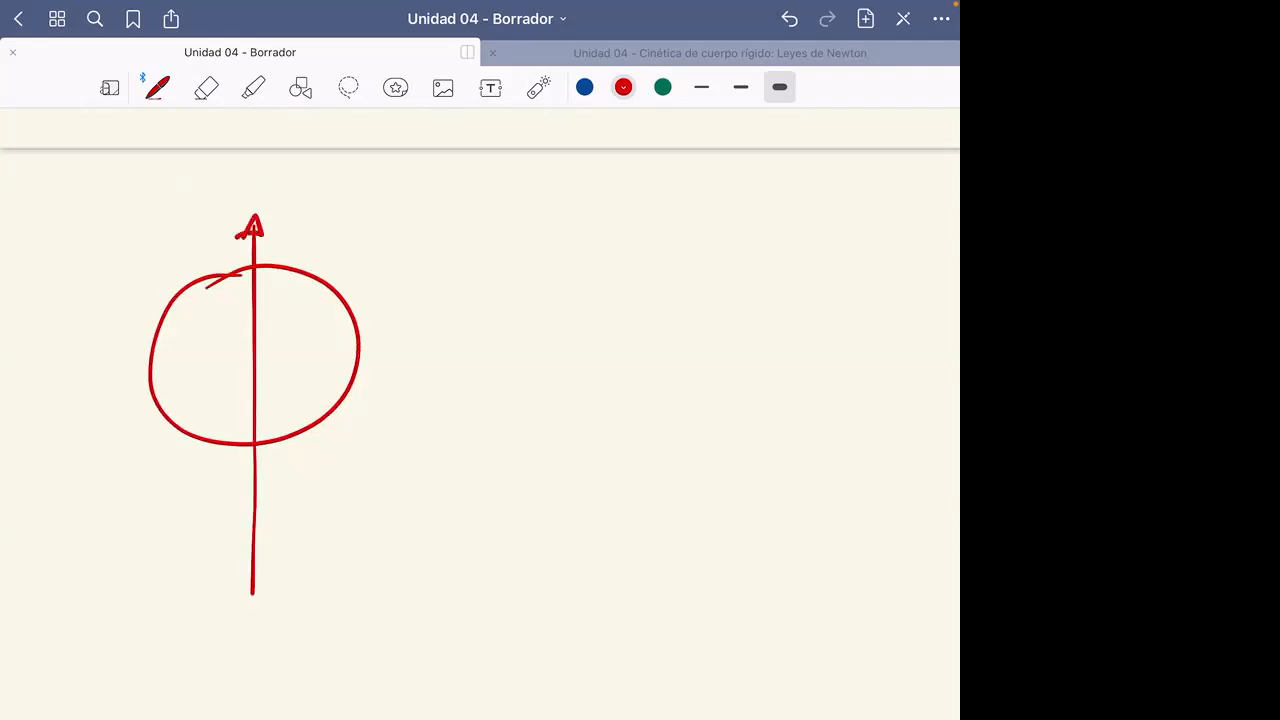 Unidad 04 - Borrador
Unidad 04 - Borrador
Unidad 04 - Cinética de cuerpo rígido: Leyes de Newton
T